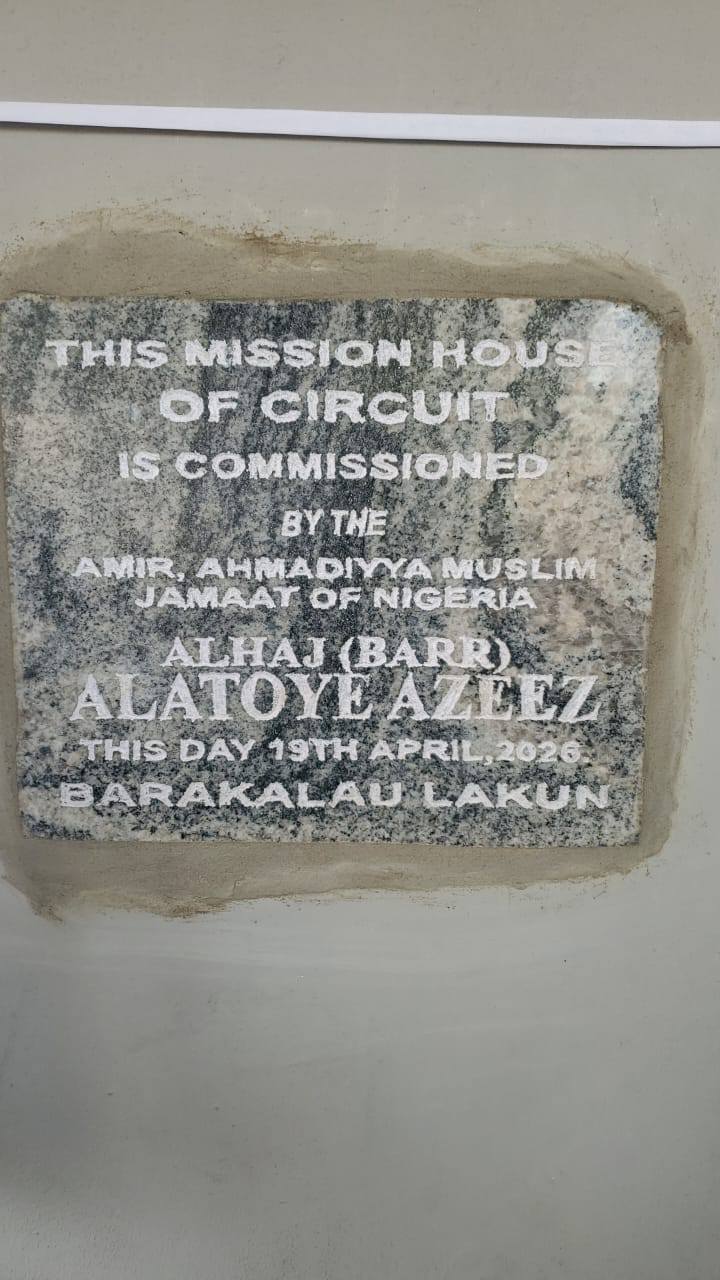 THIS MISSION HOUSE
OF CIRCUIT
IS COMMISSIONED
BY THE
AMIR, AHMADIYYA MUSLIM
JAMAAT OF NIGERIA
ALHAJ (BARR)
ALATOYE AZEEZ
THIS DAY 19TH APRIL, 2026.
BARAKALAU LAKUN